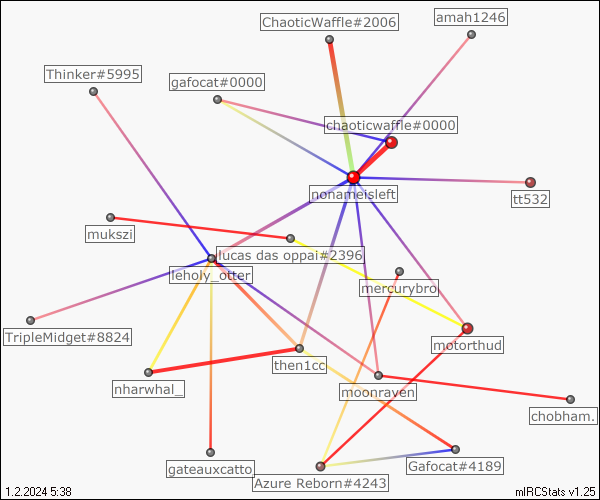 ChaoticWaffle#2006
amah1246
Thinker#5995
gafocat#0000
chaoticwaffle#0000
nonameisleft
tt532
mukszi
lucas das oppai#2396
leholy_otter
mercurybro
TripleMidget#8824
motorthud
then1cc
nharwhal_
moonrayen
chobham.
gateauxcatto
Gafocat#4189
Azure Reborn#4243
1.2.2024 5:38
mIRCStats v1.25